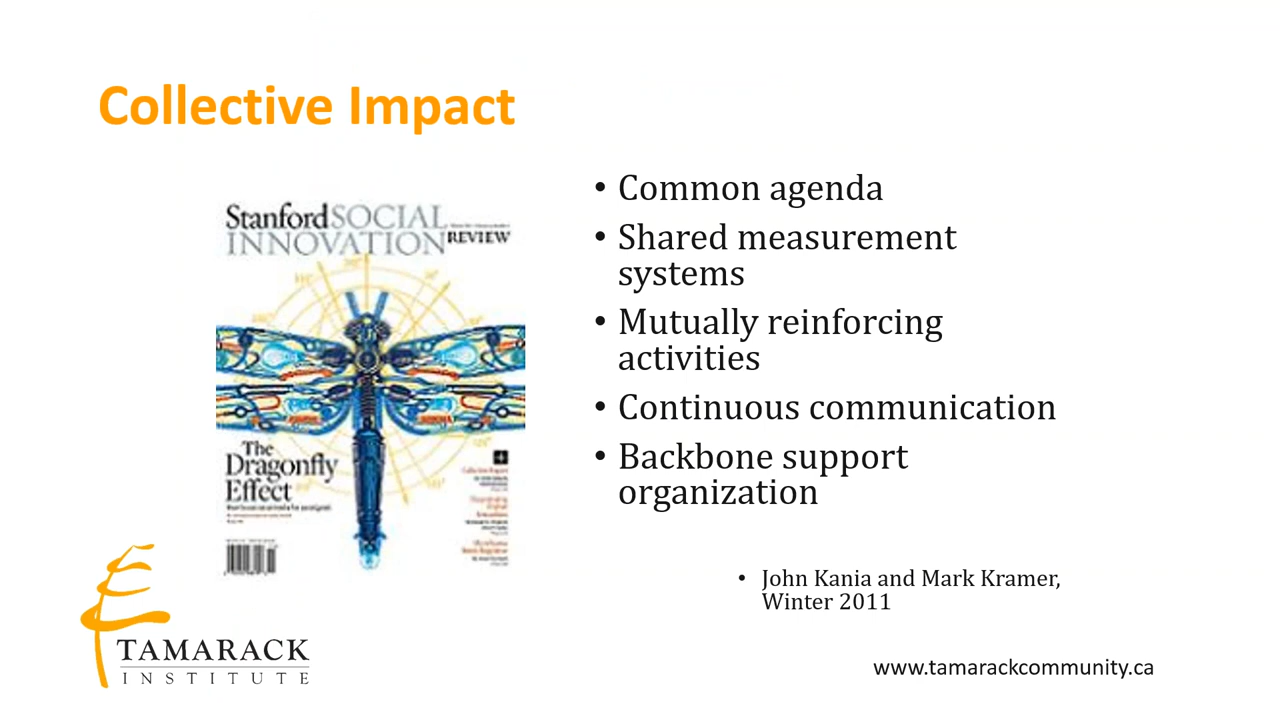 Collective Impact
Stanford SOCIAL
INNOVATION REVIEW
The
Dragonfly
Effect
• Common agenda
• Shared measurement
systems
• Mutually reinforcing
activities
• Continuous communication
• Backbone support
organization
• John Kania and Mark Kramer,
Winter 2011
TAMARACK
INSTITUTE
www.tamarackcommunity.ca